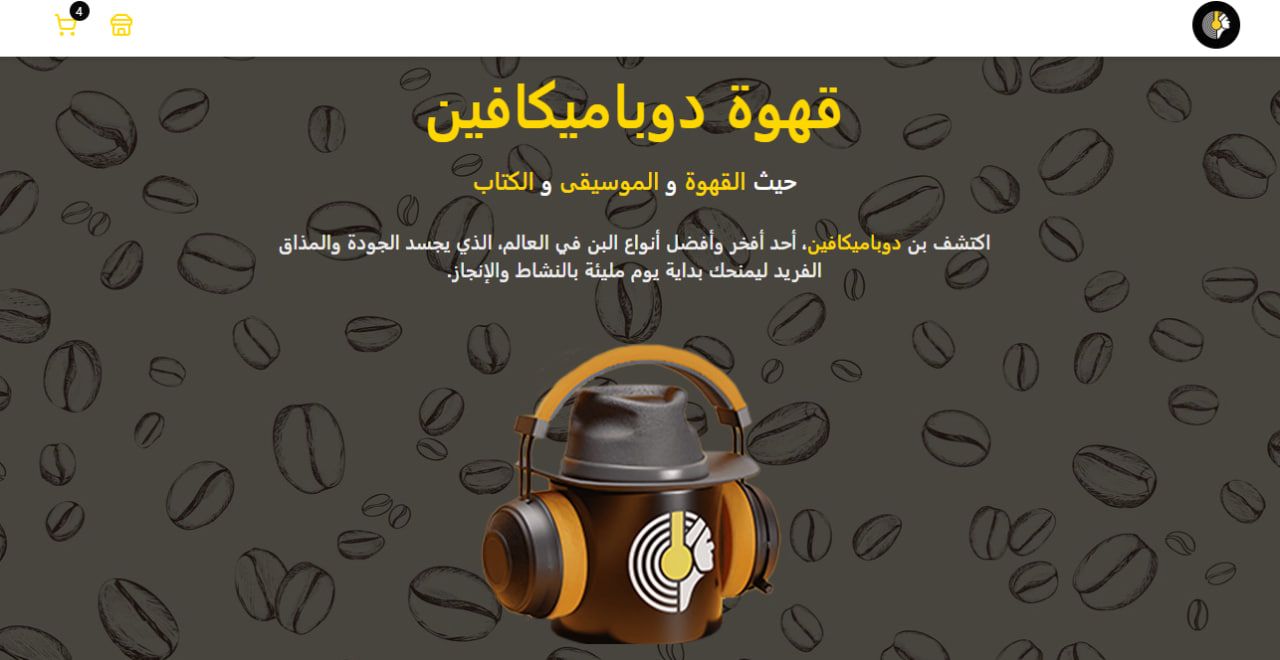 4
قهوة دوباميكافين
حيث القهوة و الموسيقى و الكتاب
اكتشف بن دوباميكافين، أحد أفخر وأفضل أنواع البن في العالم، الذي يجسد الجودة والمذاق
الفريد ليمنحك بداية يوم مليئة بالنشاط والإنجاز.